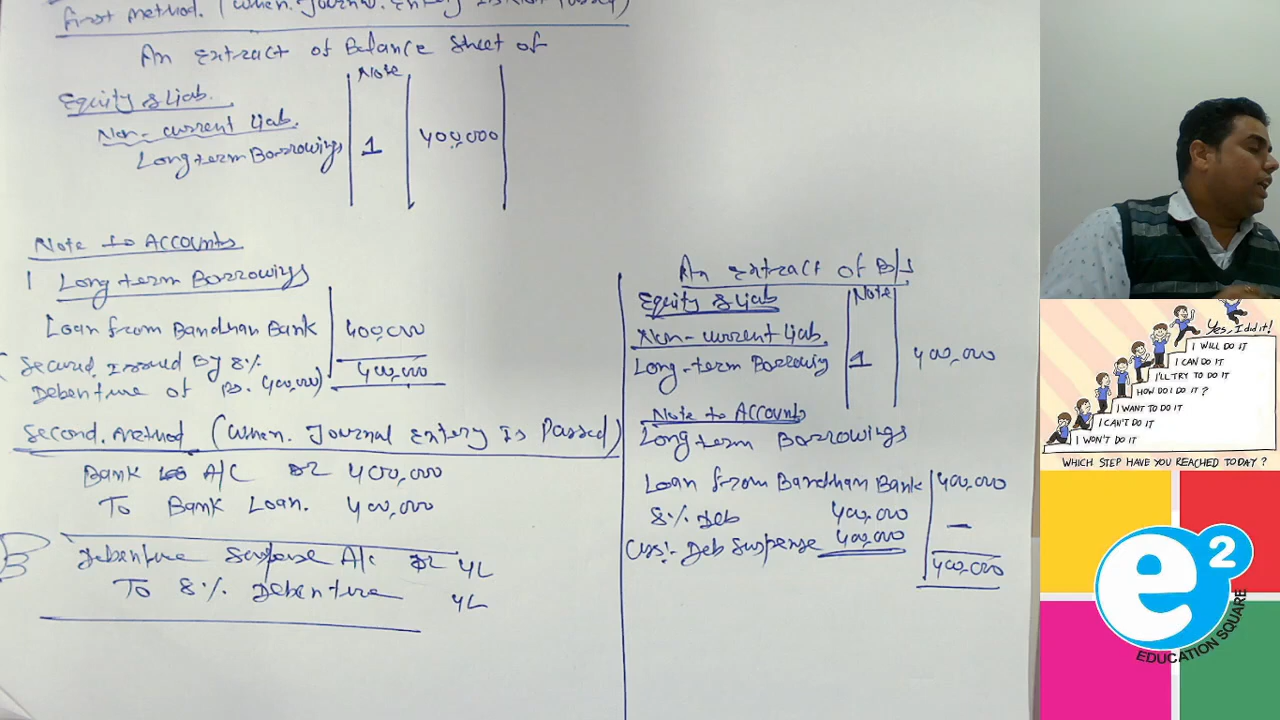 First Method. (When. Journal. Entry Is Not Passed)
An Extract of Balance Sheet of
Note
Equity & Liab.
Non-current Liab.
Long term Borrowings 1 400,000
Note to Accounts
1 Long term Borrowings
Loan from Bandhan Bank 400,000
(Secured. Issued By 8%
Debenture of Rs. 400,000) 400,000
Second. Method (When. Journal Entery Is Passed)
Bank A/C DR 400,000
To Bank Loan. 400,000
Debenture Suspense A/c DR 4L
To 8% Debenture 4L
An Extract of B/S
Equity & Liab Note
Non-current Liab.
Long-term Borrowing 1 400,000
Note to Accounts
Long term Borrowings
Loan from Bandhan Bank 400,000
8% Deb 400,000
Less:- Deb Suspense 400,000 —
400,000
Yes, I did it!
I WILL DO IT
I CAN DO IT
I'LL TRY TO DO IT
HOW DO I DO IT ?
I WANT TO DO IT
I CAN'T DO IT
I WON'T DO IT
WHICH STEP HAVE YOU REACHED TODAY ?
e2
EDUCATION SQUARE